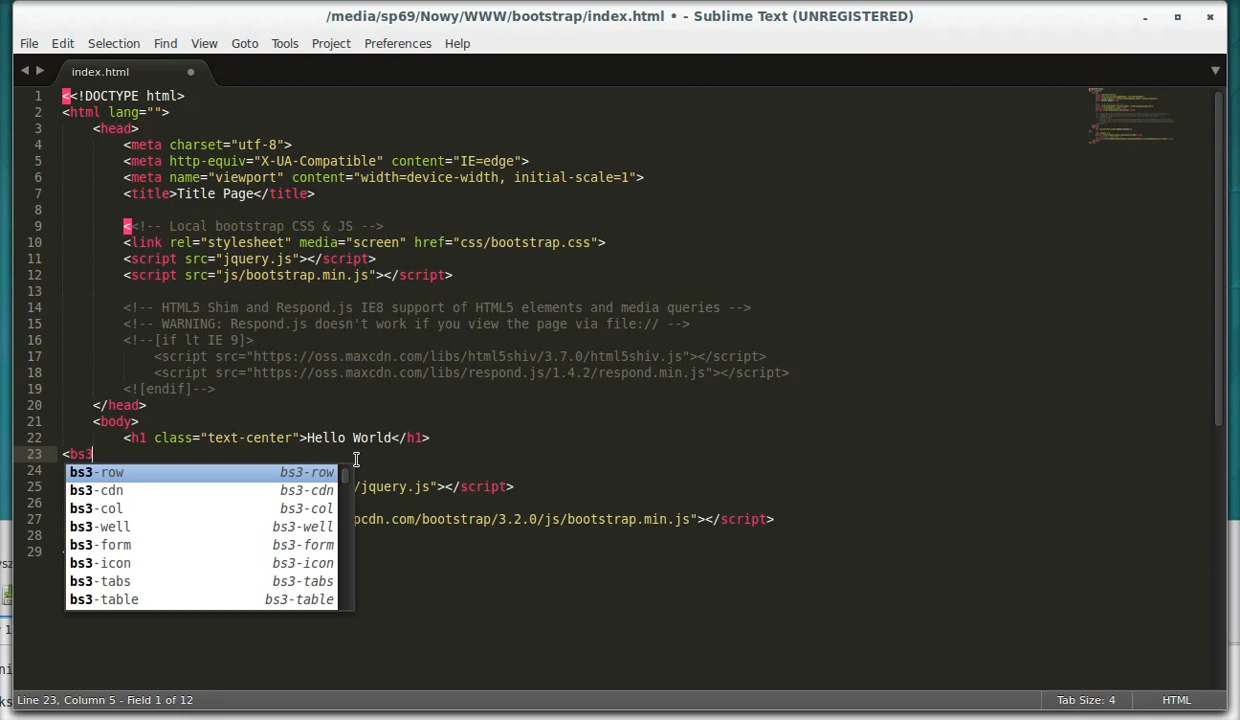 /media/sp69/Nowy/WWW/bootstrap/index.html • - Sublime Text (UNREGISTERED)
File Edit Selection Find View Goto Tools Project Preferences Help
index.html
1 <<!DOCTYPE html>
2 <html lang="">
3 <head>
4 <meta charset="utf-8">
5 <meta http-equiv="X-UA-Compatible" content="IE=edge">
6 <meta name="viewport" content="width=device-width, initial-scale=1">
7 <title>Title Page</title>
8
9 <<!-- Local bootstrap CSS & JS -->
10 <link rel="stylesheet" media="screen" href="css/bootstrap.css">
11 <script src="jquery.js"></script>
12 <script src="js/bootstrap.min.js"></script>
13
14 <!-- HTML5 Shim and Respond.js IE8 support of HTML5 elements and media queries -->
15 <!-- WARNING: Respond.js doesn't work if you view the page via file:// -->
16 <!--[if lt IE 9]>
17 <script src="https://oss.maxcdn.com/libs/html5shiv/3.7.0/html5shiv.js"></script>
18 <script src="https://oss.maxcdn.com/libs/respond.js/1.4.2/respond.min.js"></script>
19 <![endif]-->
20 </head>
21 <body>
22 <h1 class="text-center">Hello World</h1>
23 <bs3
24 bs3-row bs3-row
25 bs3-cdn bs3-cdn /jquery.js"></script>
26 bs3-col bs3-col
27 bs3-well bs3-well pcdn.com/bootstrap/3.2.0/js/bootstrap.min.js"></script>
28 bs3-form bs3-form
29 bs3-icon bs3-icon
bs3-tabs bs3-tabs
bs3-table bs3-table
Line 23, Column 5 - Field 1 of 12 Tab Size: 4 HTML